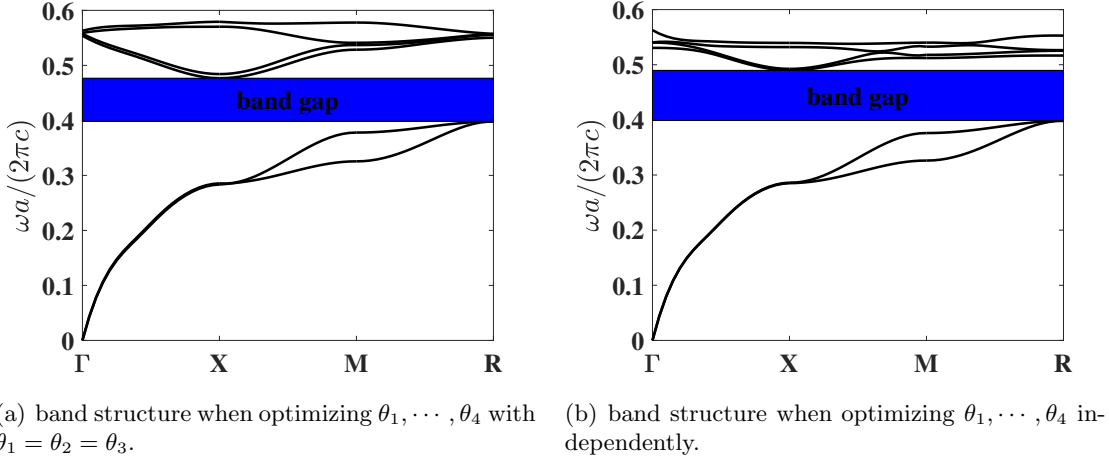 0.6
0.5
0.4
0.3
0.2
0.1
0
ωa/(2πc)
band gap
Γ X M R
0.6
0.5
0.4
0.3
0.2
0.1
0
ωa/(2πc)
band gap
Γ X M R
a) band structure when optimizing θ₁, ⋯ , θ₄ with
θ₁ = θ₂ = θ₃.
(b) band structure when optimizing θ₁, ⋯ , θ₄ in-
dependently.